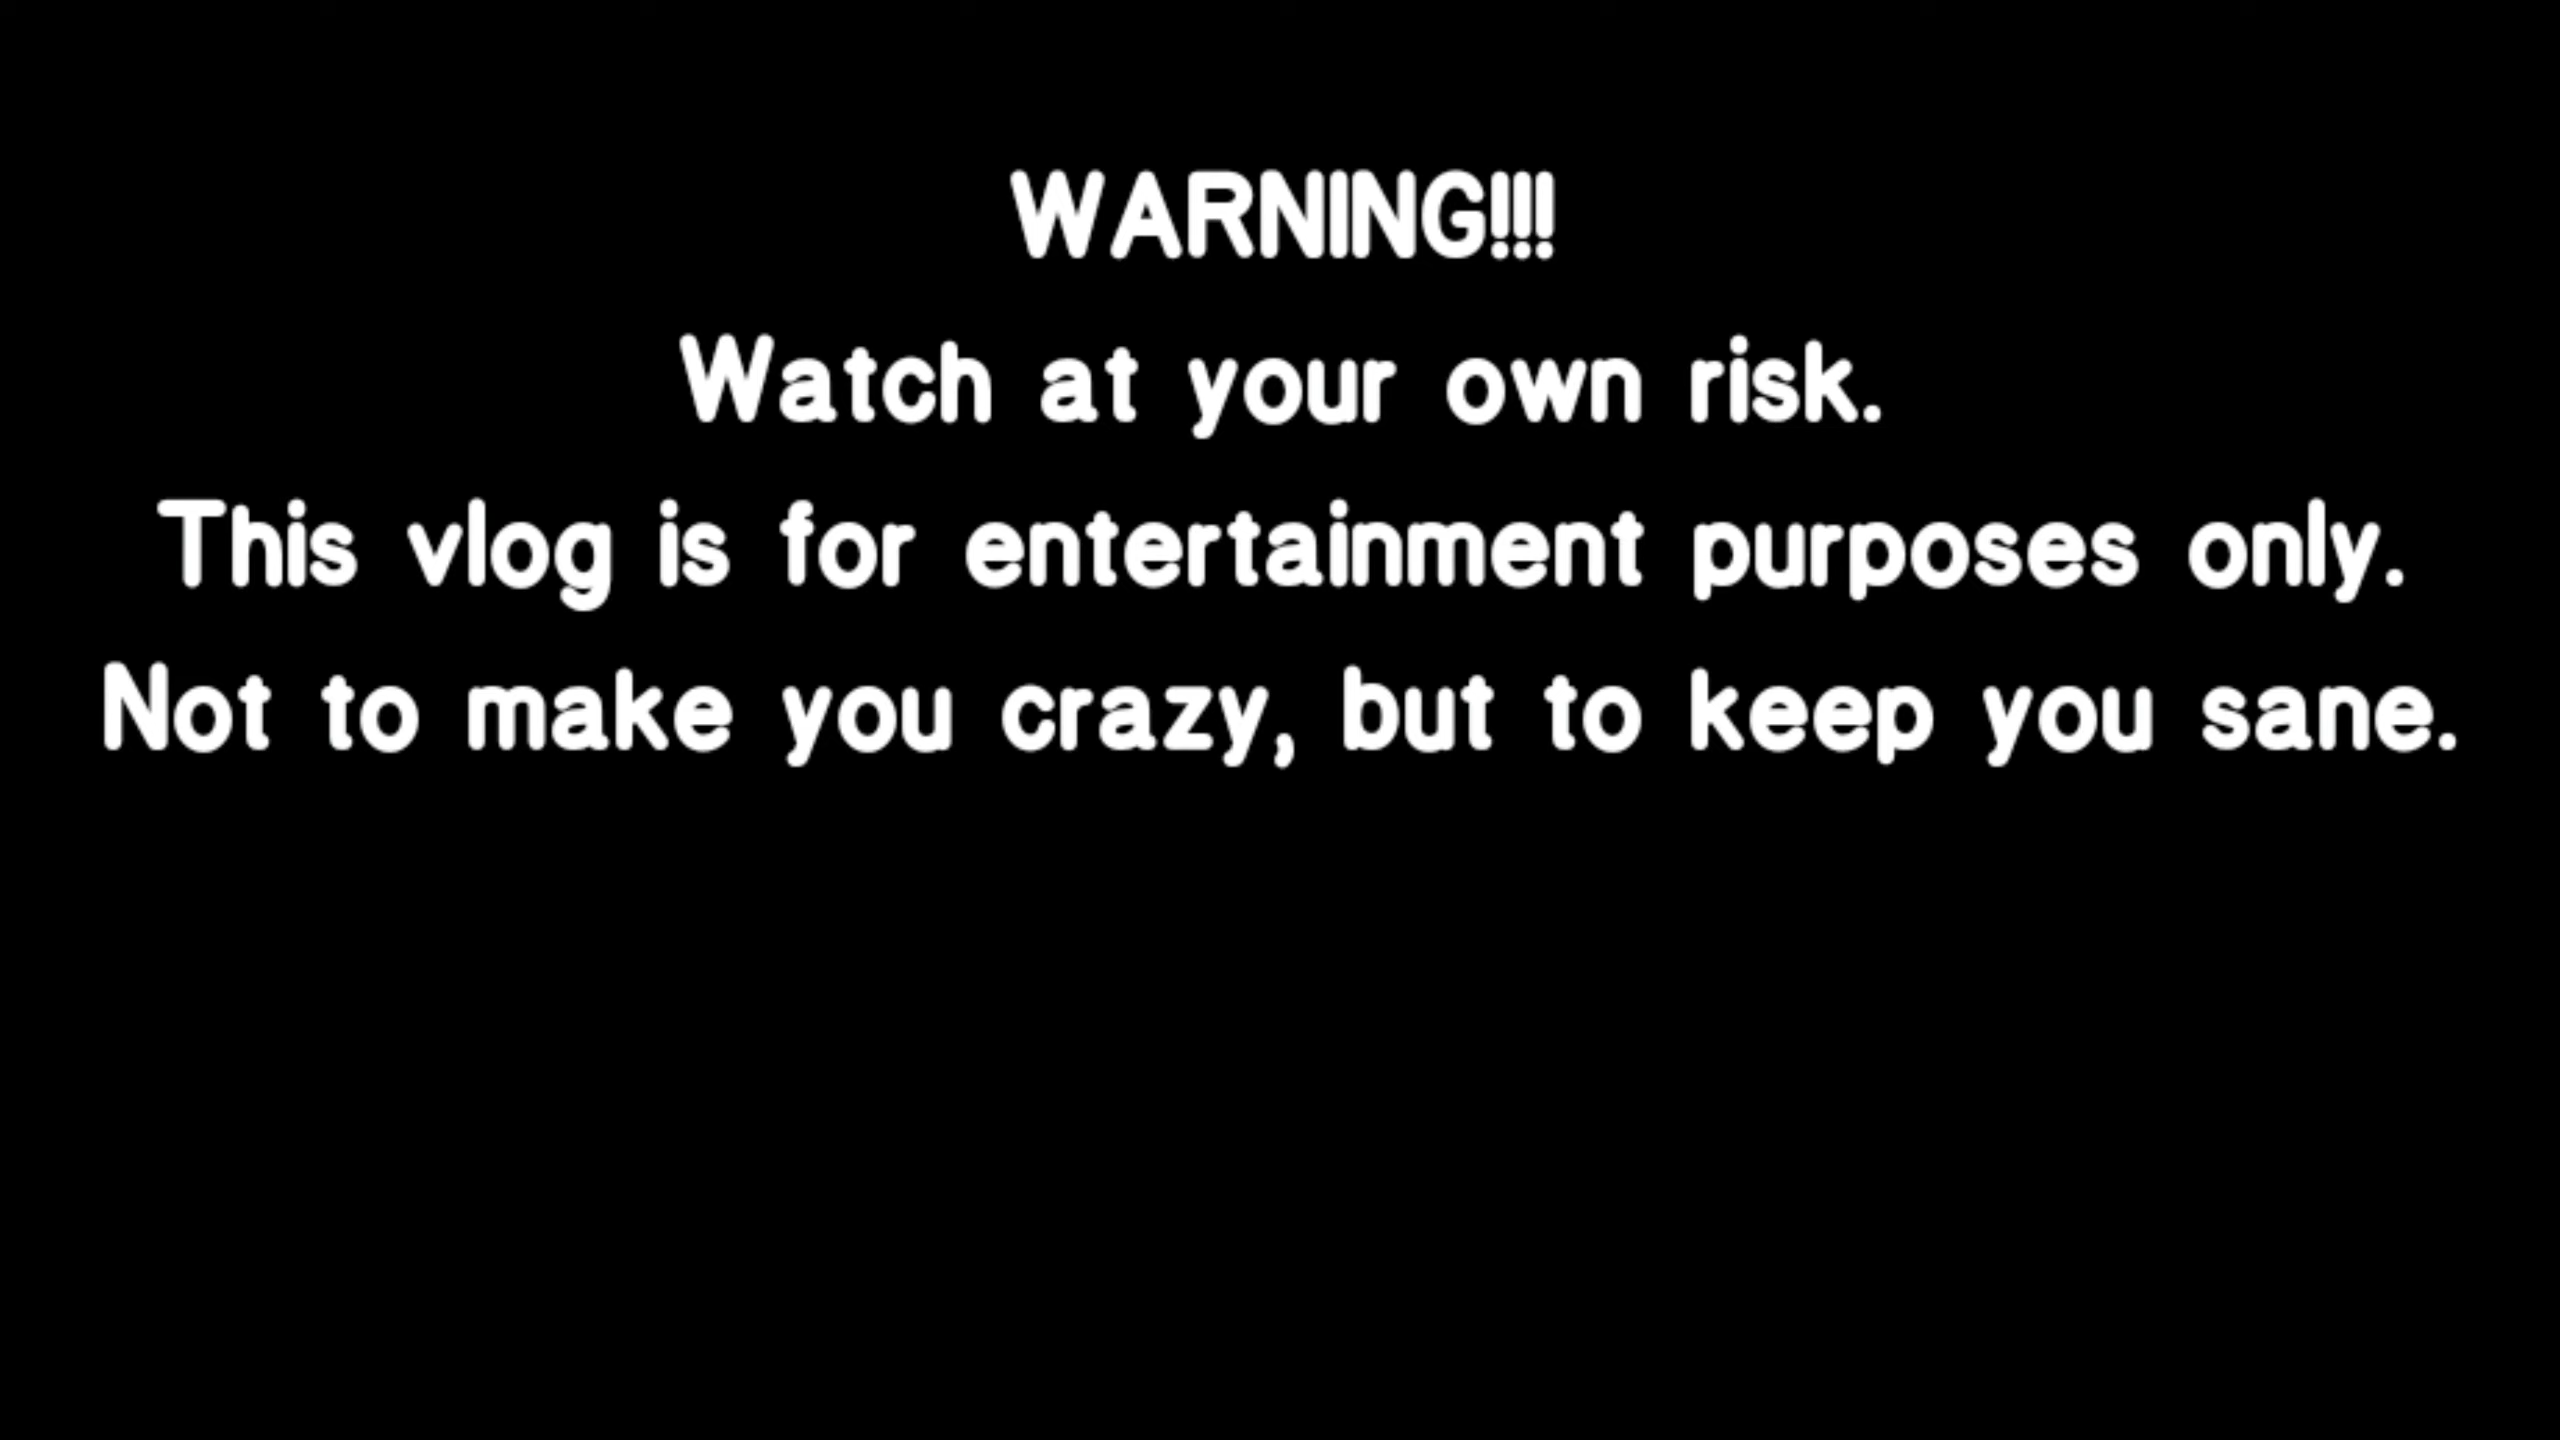 WARNING!!!
Watch at your own risk.
This vlog is for entertainment purposes only.
Not to make you crazy, but to keep you sane.